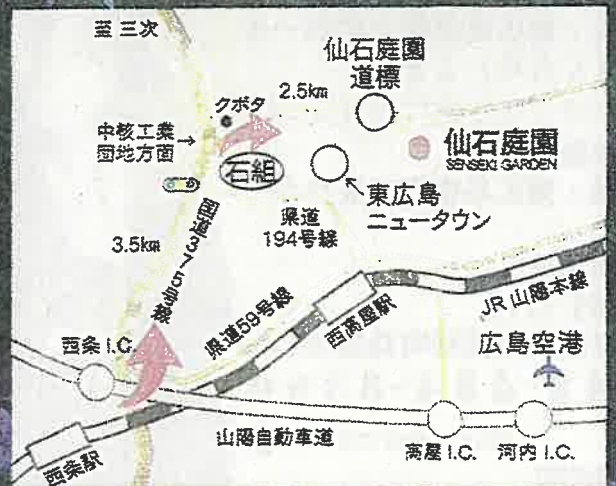 至 三次
仙石庭園
道標
2.5km
クボタ
中核工業
団地方面
石組
仙石庭園
SENSEKI GARDEN
東広島
ニュータウン
県道
194号線
3.5km
国道375号線
県道59号線
西高屋駅
JR 山陽本線
西条 I.C.
広島空港
山陽自動車道
西条駅
高屋 I.C.
河内 I.C.